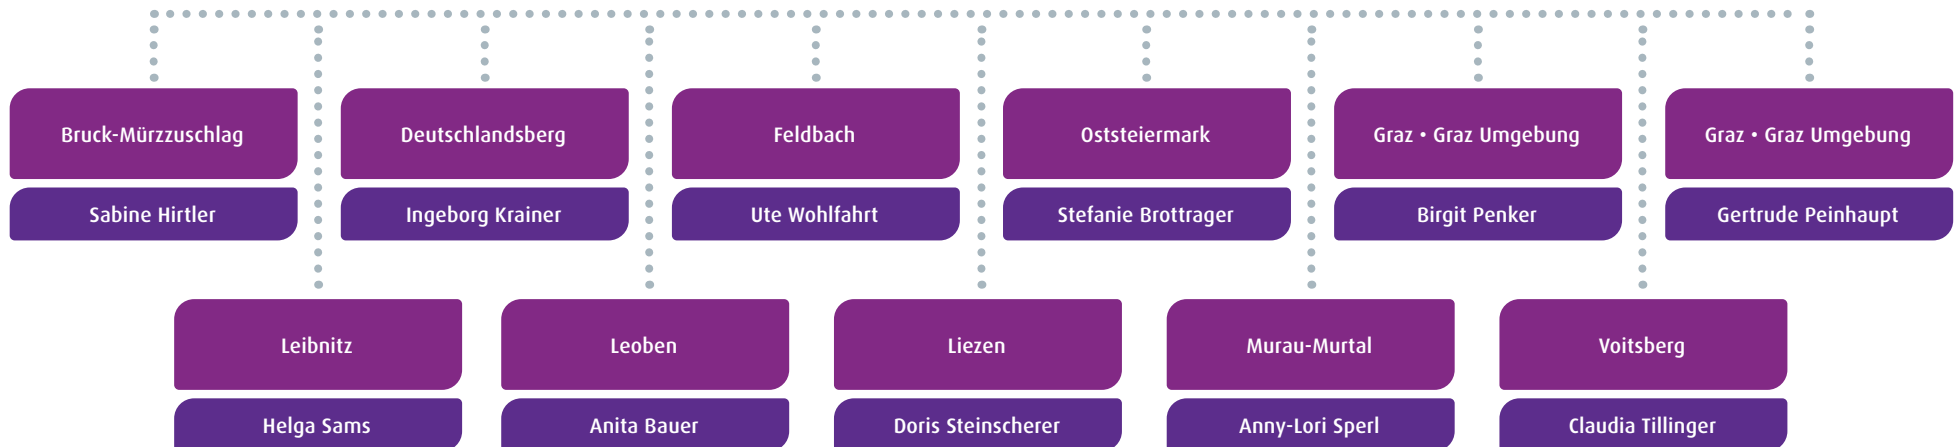 Bruck-Mürzzuschlag
Sabine Hirtler
Deutschlandsberg
Ingeborg Krainer
Feldbach
Ute Wohlfahrt
Oststeiermark
Stefanie Brottrager
Graz • Graz Umgebung
Birgit Penker
Graz • Graz Umgebung
Gertrude Peinhaupt
Leibnitz
Helga Sams
Leoben
Anita Bauer
Liezen
Doris Steinscherer
Murau-Murtal
Anny-Lori Sperl
Voitsberg
Claudia Tillinger